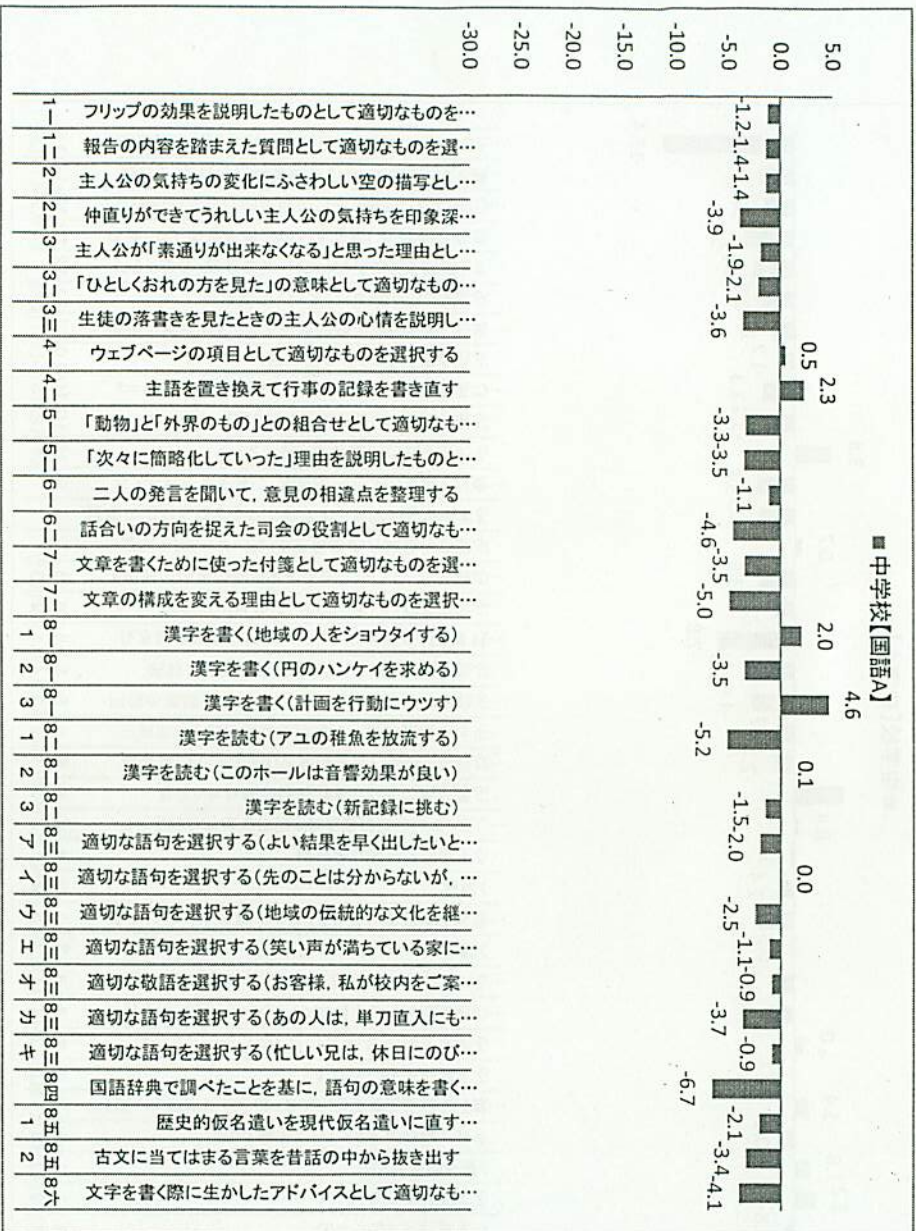 ■ 中学校【国語A】
5.0
0.0
-5.0
-10.0
-15.0
-20.0
-25.0
-30.0
-1.2
-1.4
-1.4
-3.9
-1.9
-2.1
-3.6
0.5
2.3
-3.3
-3.5
-1.1
-4.6
-3.5
-5.0
2.0
-3.5
4.6
-5.2
0.1
-1.5
-2.0
0.0
-2.5
-1.1
-0.9
-3.7
-0.9
-6.7
-2.1
-3.4
-4.1
1一 フリップの効果を説明したものとして適切なものを…
1二 報告の内容を踏まえた質問として適切なものを選…
2一 主人公の気持ちの変化にふさわしい空の描写とし…
2二 仲直りができてうれしい主人公の気持ちを印象深…
3一 主人公が「素通りが出来なくなる」と思った理由とし…
3二 「ひとしくおれの方を見た」の意味として適切なもの…
3三 生徒の落書きを見たときの主人公の心情を説明し…
4一 ウェブページの項目として適切なものを選択する
4二 主語を置き換えて行事の記録を書き直す
5一 「動物」と「外界のもの」との組合せとして適切なも…
5二 「次々に簡略化していった」理由を説明したものと…
6一 二人の発言を聞いて,意見の相違点を整理する
6二 話合いの方向を捉えた司会の役割として適切なも…
7一 文章を書くために使った付箋として適切なものを選…
7二 文章の構成を変える理由として適切なものを選択…
8一1 漢字を書く(地域の人をショウタイする)
8一2 漢字を書く(円のハンケイを求める)
8一3 漢字を書く(計画を行動にウツす)
8二1 漢字を読む(アユの稚魚を放流する)
8二2 漢字を読む(このホールは音響効果が良い)
8二3 漢字を読む(新記録に挑む)
8三ア 適切な語句を選択する(よい結果を早く出したいと…
8三イ 適切な語句を選択する(先のことは分からないが,…
8三ウ 適切な語句を選択する(地域の伝統的な文化を継…
8三エ 適切な語句を選択する(笑い声が満ちている家に…
8三オ 適切な敬語を選択する(お客様,私が校内をご案…
8三カ 適切な語句を選択する(あの人は,単刀直入にも…
8三キ 適切な語句を選択する(忙しい兄は,休日にのび…
8四 国語辞典で調べたことを基に,語句の意味を書く…
8五1 歴史的仮名遣いを現代仮名遣いに直す…
8五2 古文に当てはまる言葉を昔話の中から抜き出す
8六 文字を書く際に生かしたアドバイスとして適切なも…